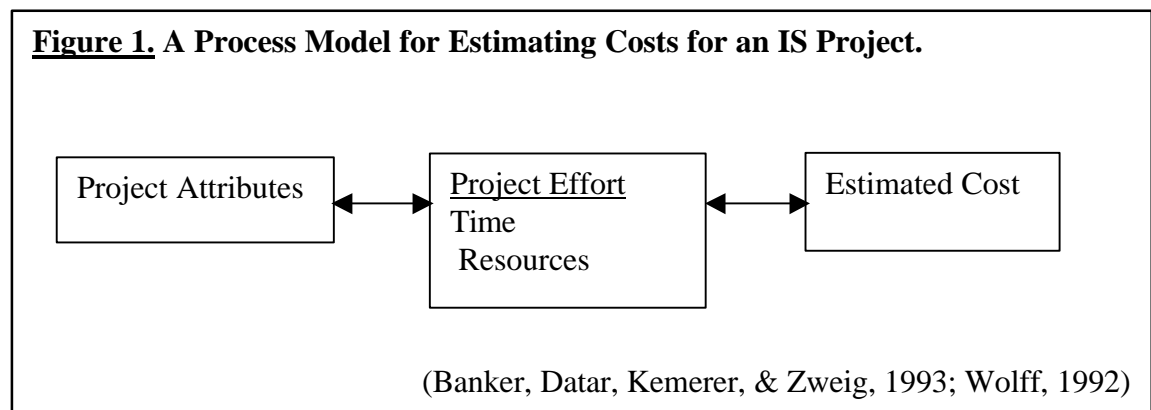 Figure 1. A Process Model for Estimating Costs for an IS Project.
Project Attributes
Project Effort
Time
Resources
Estimated Cost
(Banker, Datar, Kemerer, & Zweig, 1993; Wolff, 1992)